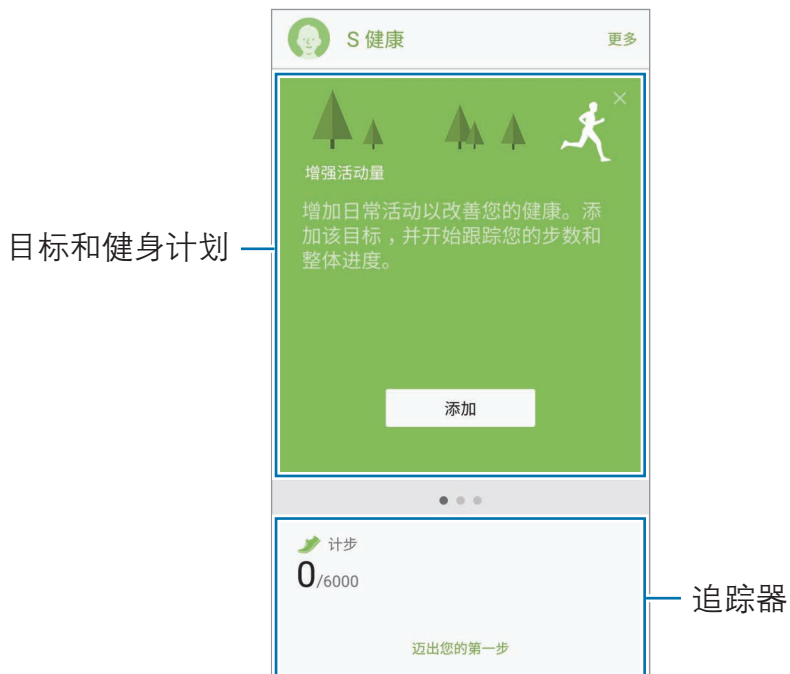 S 健康
更多
增强活动量
增加日常活动以改善您的健康。添
加该目标，并开始跟踪您的步数和
整体进度。
目标和健身计划
添加
计步
0/6000
追踪器
迈出您的第一步